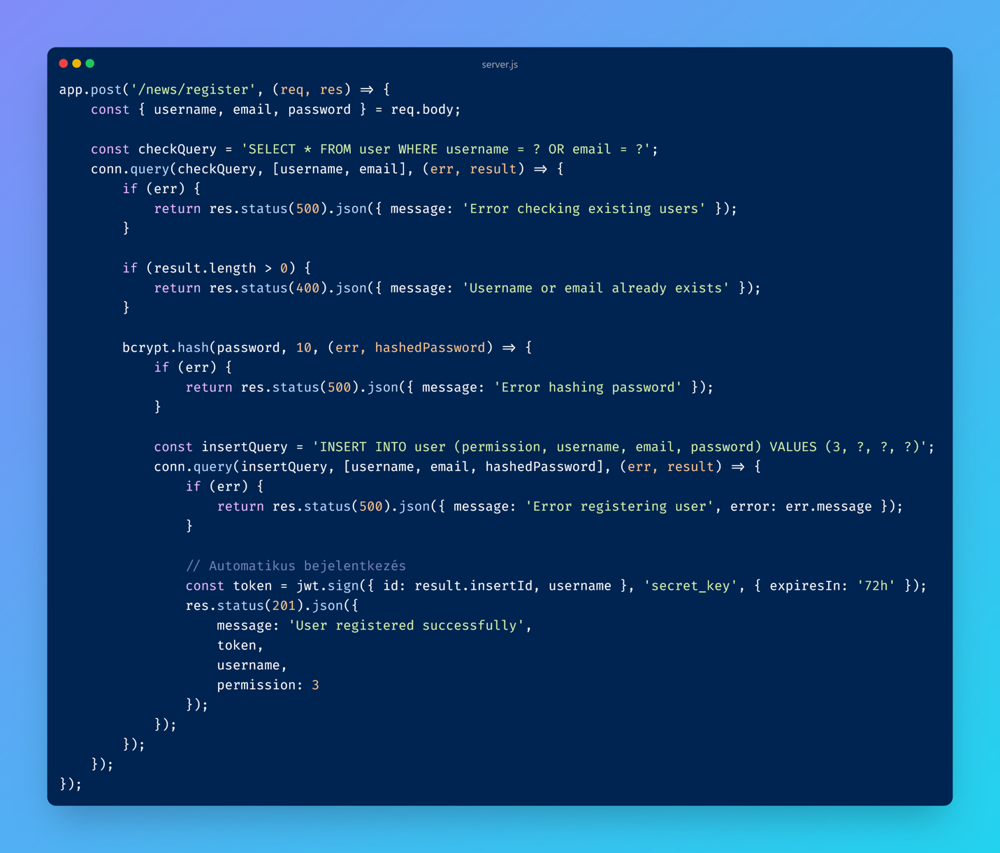 server.js
app.post('/news/register', (req, res) => {
    const { username, email, password } = req.body;

    const checkQuery = 'SELECT * FROM user WHERE username = ? OR email = ?';
    conn.query(checkQuery, [username, email], (err, result) => {
        if (err) {
            return res.status(500).json({ message: 'Error checking existing users' });
        }

        if (result.length > 0) {
            return res.status(400).json({ message: 'Username or email already exists' });
        }

        bcrypt.hash(password, 10, (err, hashedPassword) => {
            if (err) {
                return res.status(500).json({ message: 'Error hashing password' });
            }

            const insertQuery = 'INSERT INTO user (permission, username, email, password) VALUES (3, ?, ?, ?)';
            conn.query(insertQuery, [username, email, hashedPassword], (err, result) => {
                if (err) {
                    return res.status(500).json({ message: 'Error registering user', error: err.message });
                }

                // Automatikus bejelentkezés
                const token = jwt.sign({ id: result.insertId, username }, 'secret_key', { expiresIn: '72h' });
                res.status(201).json({
                    message: 'User registered successfully',
                    token,
                    username,
                    permission: 3
                });
            });
        });
    });
});